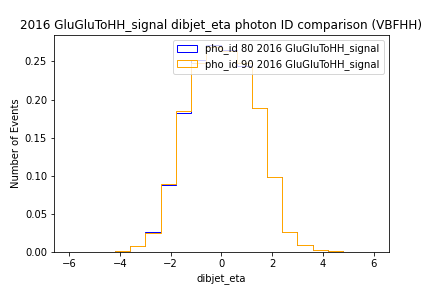 2016 GluGluToHH_signal dibjet_eta photon ID comparison (VBFHH)
pho_id 80 2016 GluGluToHH_signal
pho_id 90 2016 GluGluToHH_signal
Number of Events
0.25
0.20
0.15
0.10
0.05
0.00
−6 −4 −2 0 2 4 6
dibjet_eta